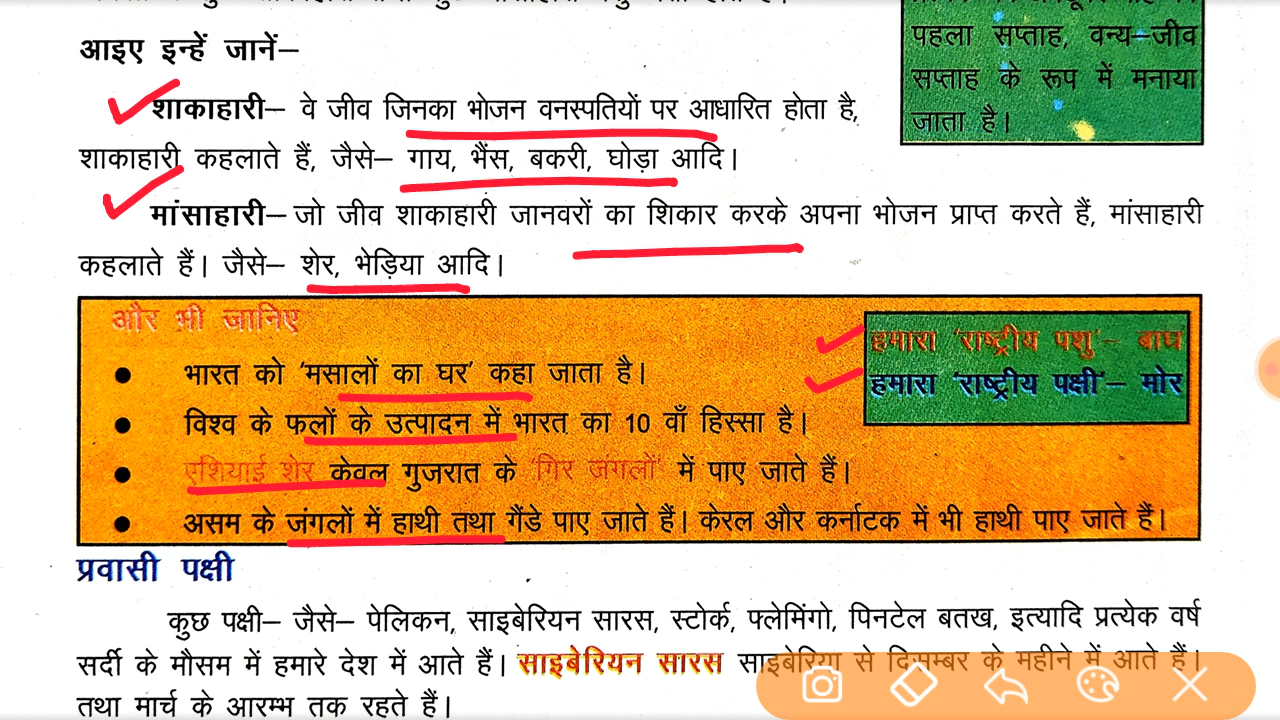 आइए इन्हें जानें–
शाकाहारी– वे जीव जिनका भोजन वनस्पतियों पर आधारित होता है,
शाकाहारी कहलाते हैं, जैसे– गाय, भैंस, बकरी, घोड़ा आदि।
मांसाहारी– जो जीव शाकाहारी जानवरों का शिकार करके अपना भोजन प्राप्त करते हैं, मांसाहारी
कहलाते हैं। जैसे– शेर, भेड़िया आदि।
पहला सप्ताह, वन्य–जीव
सप्ताह के रूप में मनाया
जाता है।
और भी जानिए
हमारा 'राष्ट्रीय पशु'– बाघ
हमारा 'राष्ट्रीय पक्षी'– मोर
● भारत को 'मसालों का घर' कहा जाता है।
● विश्व के फलों के उत्पादन में भारत का 10 वाँ हिस्सा है।
● एशियाई शेर केवल गुजरात के 'गिर जंगलों' में पाए जाते हैं।
● असम के जंगलों में हाथी तथा गैंडे पाए जाते हैं। केरल और कर्नाटक में भी हाथी पाए जाते हैं।
प्रवासी पक्षी
कुछ पक्षी– जैसे– पेलिकन, साइबेरियन सारस, स्टोर्क, फ्लेमिंगो, पिनटेल बतख, इत्यादि प्रत्येक वर्ष
सर्दी के मौसम में हमारे देश में आते हैं। साइबेरियन सारस साइबेरिया से दिसम्बर के महीने में आते हैं।
तथा मार्च के आरम्भ तक रहते हैं।